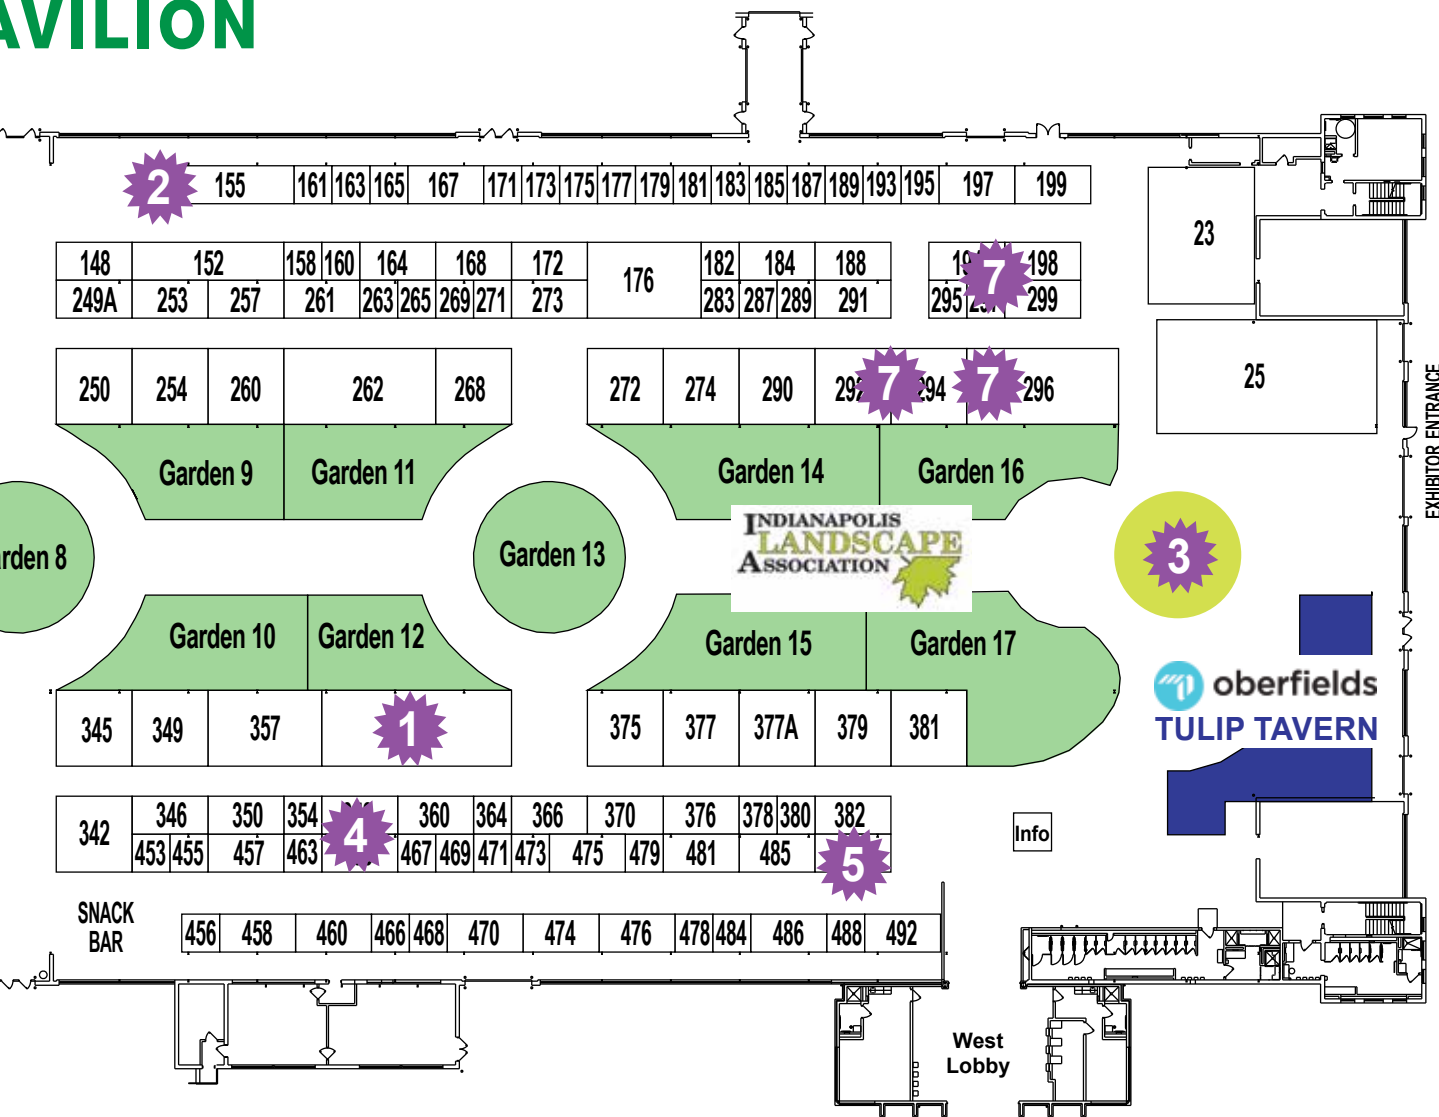 AVILION
2
155
161 163 165 167 171 173 175 177 179 181 183 185 187 189 193 195 197 199
23
148 152 158 160 164 168 172 176 182 184 188 7 198
249A 253 257 261 263 265 269 271 273 283 287 289 291 295 299
250 254 260 262 268 272 274 290 7 7 296
25
EXHIBITOR ENTRANCE
Garden 9 Garden 11 Garden 14 Garden 16
INDIANAPOLIS
LANDSCAPE
ASSOCIATION
rden 8 Garden 13 3
Garden 10 Garden 12 Garden 15 Garden 17
oberfields
TULIP TAVERN
345 349 357 1 375 377 377A 379 381
342 346 350 354 4 360 364 366 370 376 378 380 382
453 455 457 463 467 469 471 473 475 479 481 485 5
Info
SNACK
BAR
456 458 460 466 468 470 474 476 478 484 486 488 492
West
Lobby